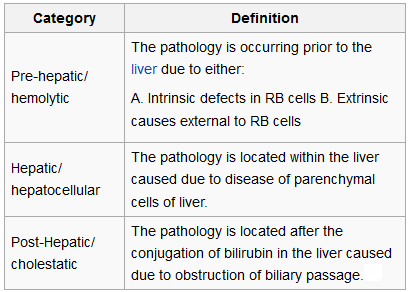 Category Definition
The pathology is occurring prior to the
liver due to either:
Pre-hepatic/
hemolytic
A. Intrinsic defects in RB cells B. Extrinsic
causes external to RB cells
Hepatic/
hepatocellular
The pathology is located within the liver
caused due to disease of parenchymal
cells of liver.
Post-Hepatic/
cholestatic
The pathology is located after the
conjugation of bilirubin in the liver caused
due to obstruction of biliary passage.